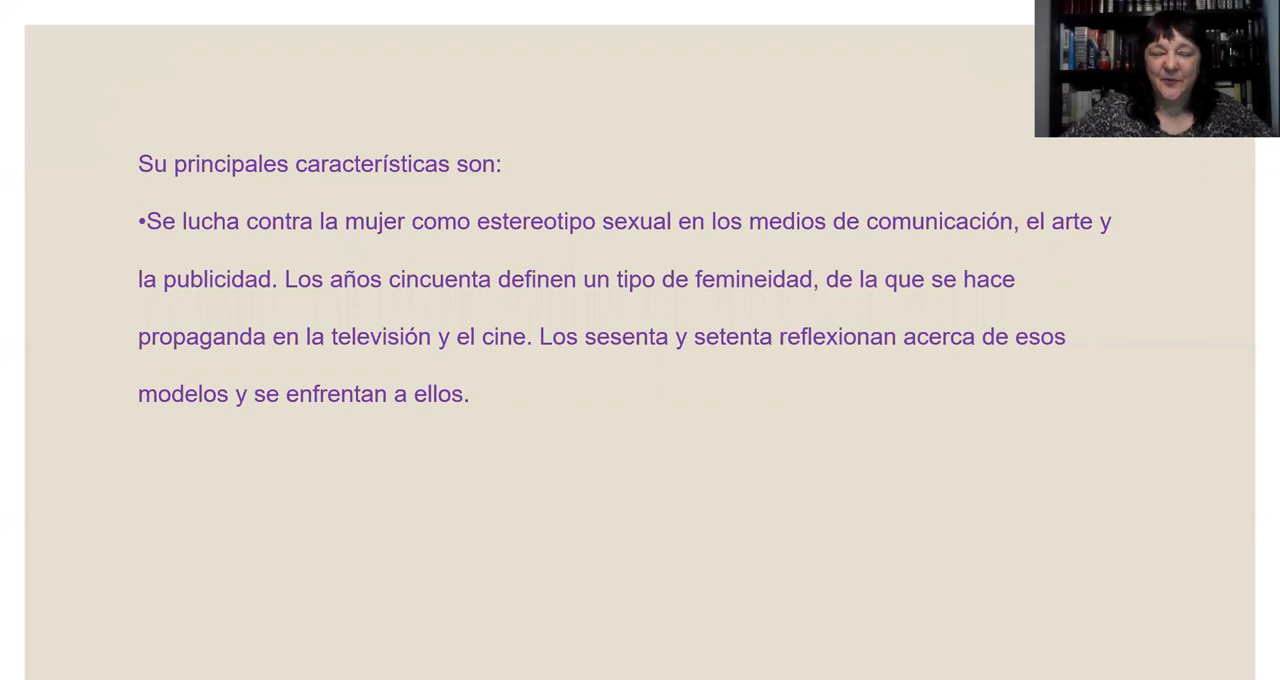 Su principales características son:
•Se lucha contra la mujer como estereotipo sexual en los medios de comunicación, el arte y
la publicidad. Los años cincuenta definen un tipo de femineidad, de la que se hace
propaganda en la televisión y el cine. Los sesenta y setenta reflexionan acerca de esos
modelos y se enfrentan a ellos.